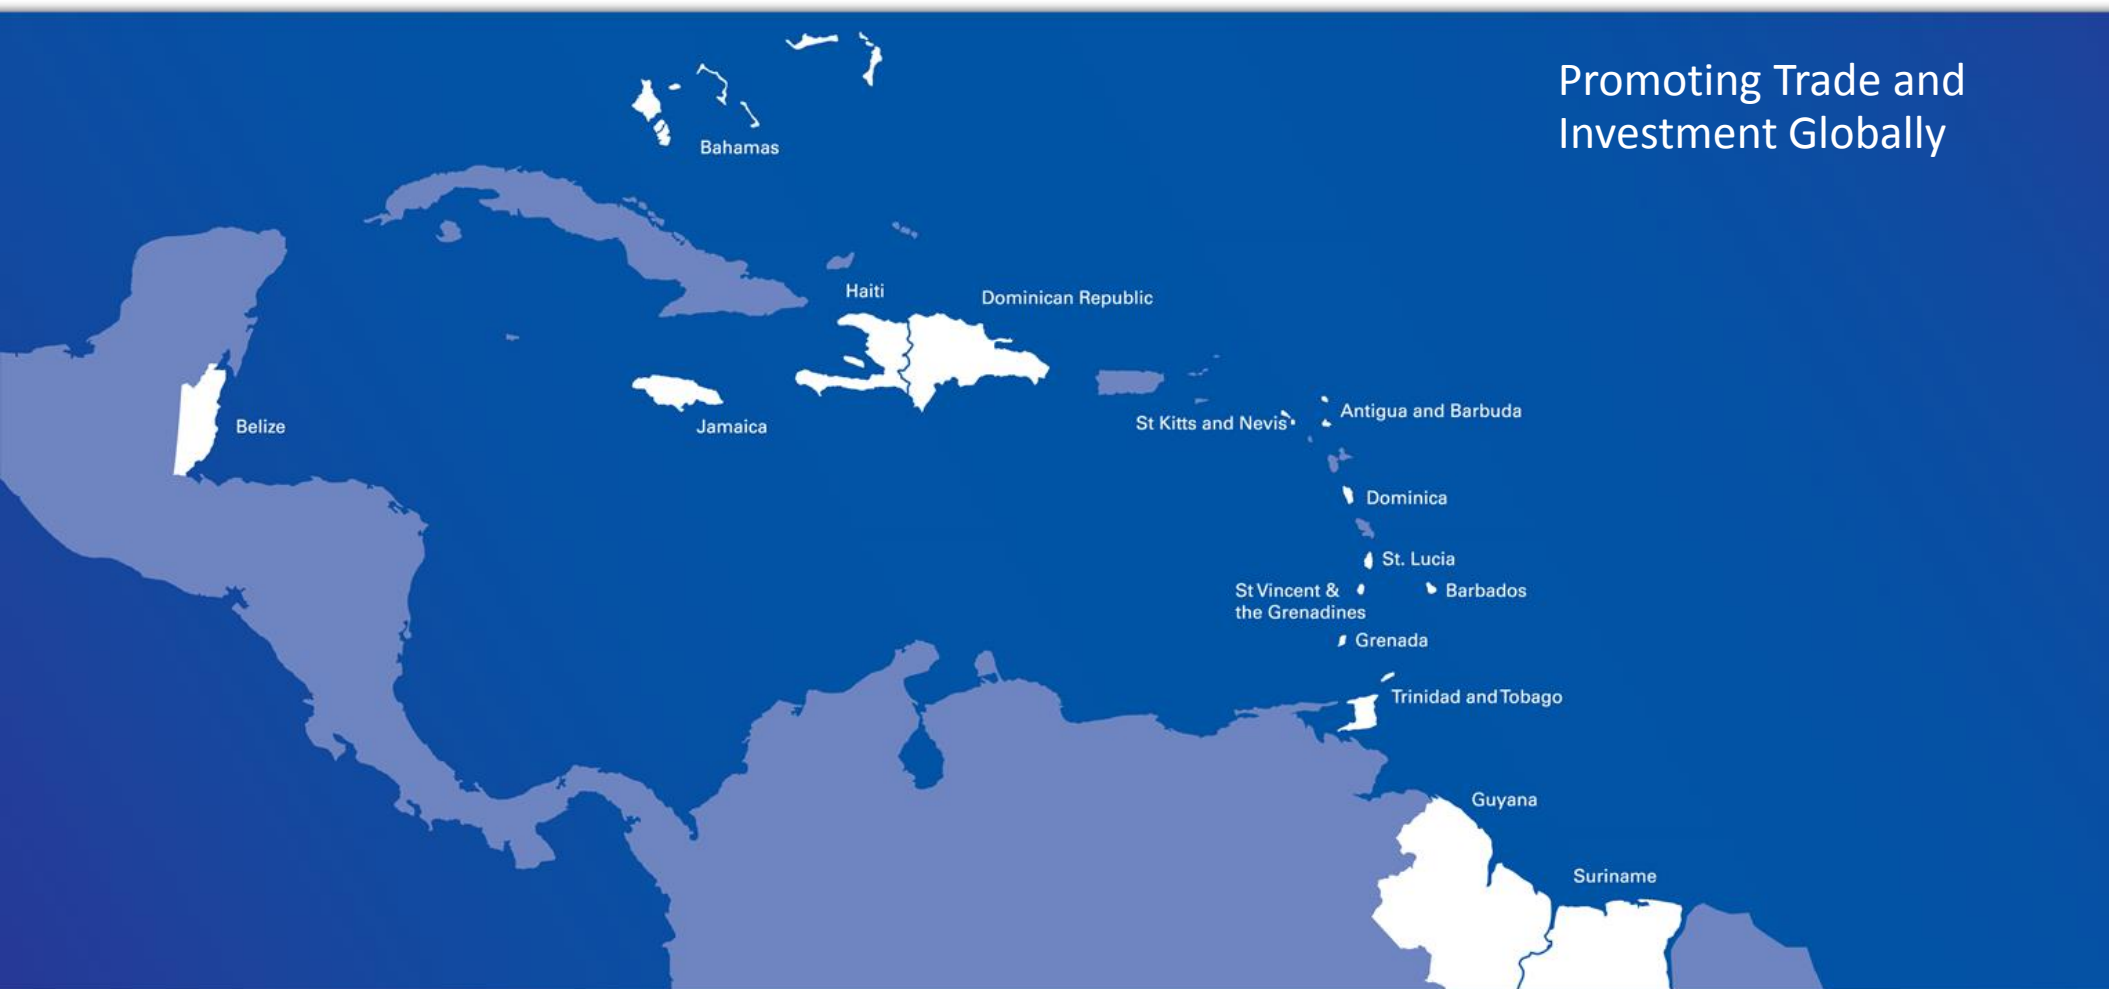 Promoting Trade and
Investment Globally
Bahamas
Haiti
Dominican Republic
Belize
Jamaica
St Kitts and Nevis
Antigua and Barbuda
Dominica
St. Lucia
St Vincent &
the Grenadines
Barbados
Grenada
Trinidad and Tobago
Guyana
Suriname